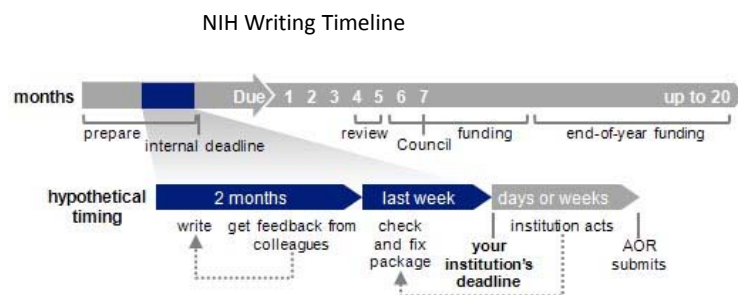 NIH Writing Timeline
months
Due 1 2 3 4 5 6 7 up to 20
prepare
internal deadline
review
Council
funding
end-of-year funding
hypothetical
timing
2 months
last week
days or weeks
write
get feedback from
colleagues
check
and fix
package
your
institution's
deadline
institution acts
AOR
submits